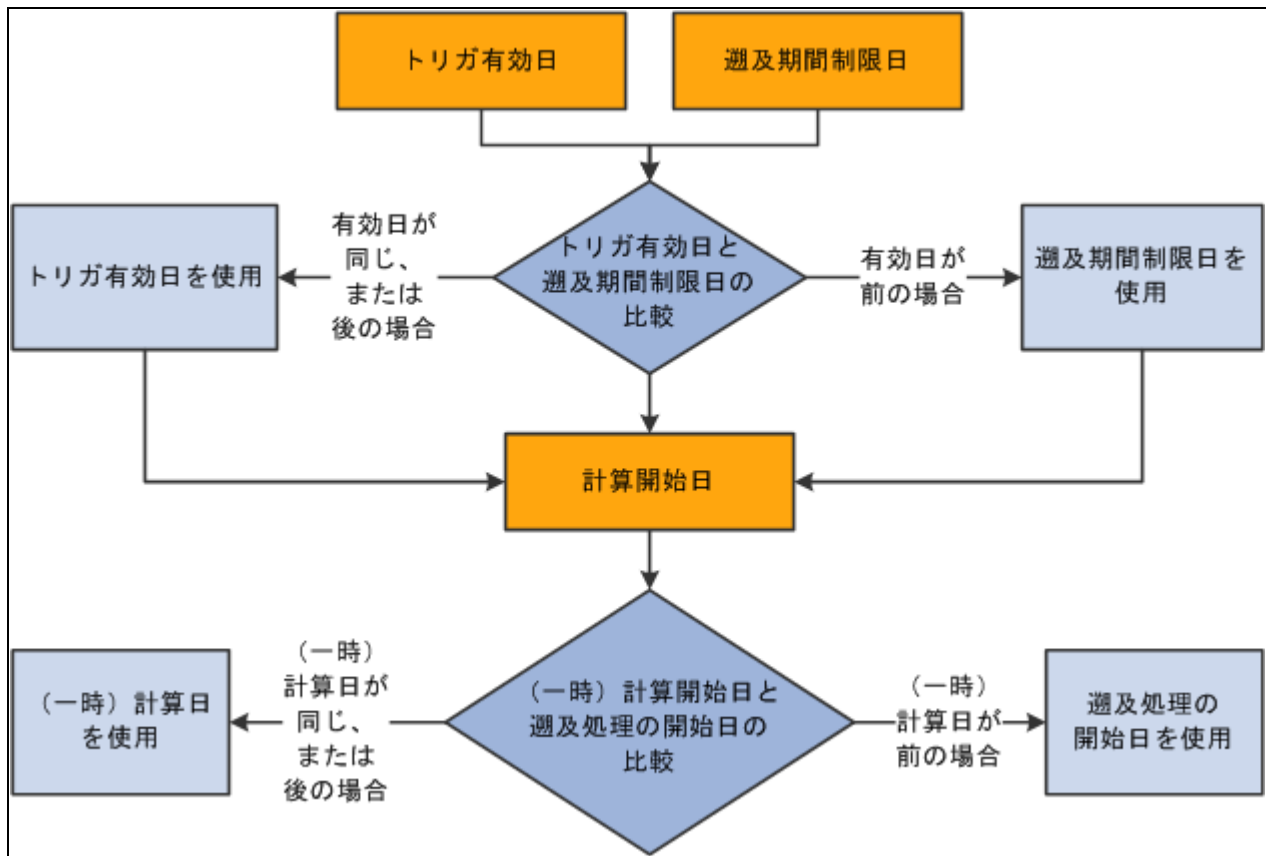 トリガ有効日
遡及期間制限日
トリガ有効日を使用
有効日が
同じ、
または
後の場合
トリガ有効日と
遡及期間制限日の
比較
有効日が
前の場合
遡及期間制限日を
使用
計算開始日
（一時）計算日
を使用
（一時）
計算日が
同じ、
または
後の場合
（一時）計算開始日と
遡及処理の開始日の
比較
（一時）
計算日が
前の場合
遡及処理の
開始日を使用